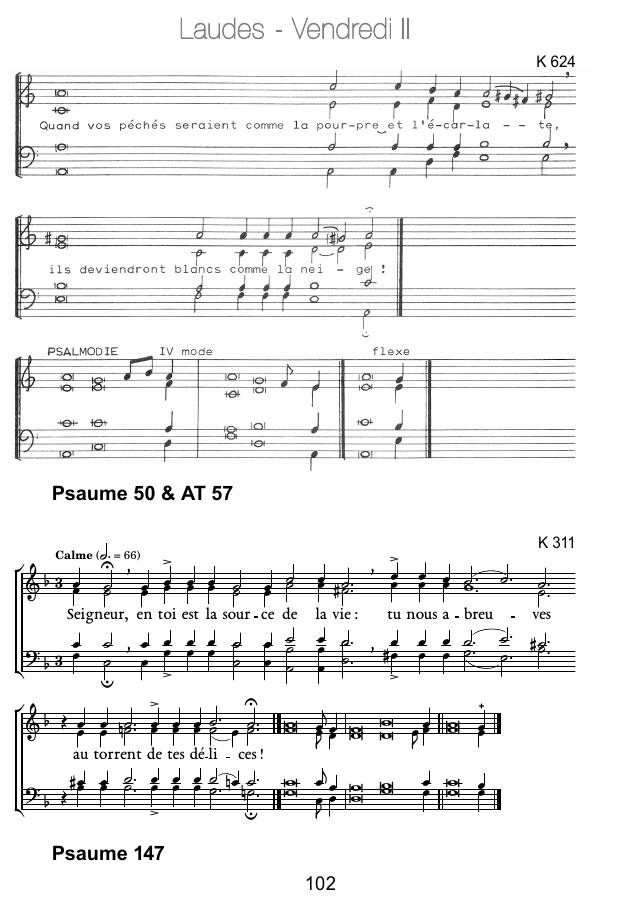 Laudes - Vendredi II
K 624
Quand vos péchés seraient comme la pour-pre et l'é-car-la - - te,
ils deviendront blancs comme la nei - ge !
PSALMODIE IV mode flexe
Psaume 50 & AT 57
K 311
Calme (𝅗𝅥. = 66)
3
Seigneur, en toi est la sour-ce de la vie : tu nous a-breu - ves
au torrent de tes dé-li - ces !
Psaume 147
102